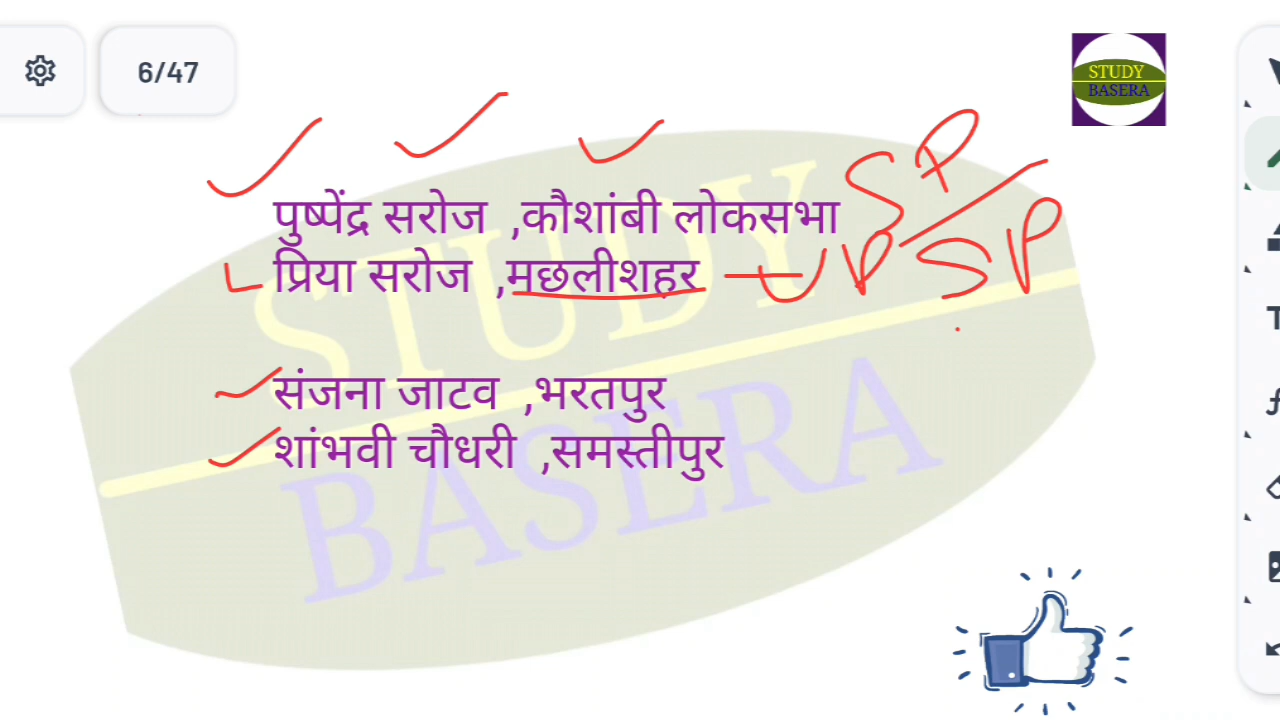 6/47
STUDY
BASERA
पुष्पेंद्र सरोज ,कौशांबी लोकसभा SP
प्रिया सरोज ,मछलीशहर — UP SP
संजना जाटव ,भरतपुर
शांभवी चौधरी ,समस्तीपुर
STUDY
BASERA